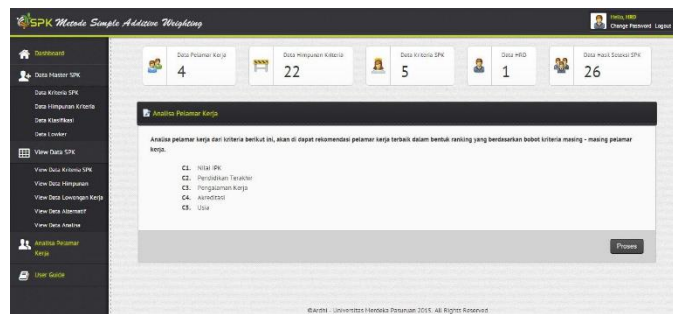 SPK Metode Simple Additive Weighting
Hello, HRD
Change Password Logout
Dashboard
Data Master SPK
Data Kriteria SPK
Data Himpunan Kriteria
Data Klasifikasi
Data Lowker
View Data SPK
View Data Kriteria SPK
View Data Himpunan
View Data Lowongan Kerja
View Data Alternatif
View Data Analisa
Analisa Pelamar
Kerja
User Guide
Data Pelamar Kerja
4
Data Himpunan Kriteria
22
Data Kriteria SPK
5
Data HRD
1
Data Hasil Seleksi SPK
26
Analisa Pelamar Kerja
Analisa pelamar kerja dari kriteria berikut ini, akan di dapat rekomendasi pelamar kerja terbaik dalam bentuk ranking yang berdasarkan bobot kriteria masing - masing pelamar
kerja.
C1. Nilai IPK
C2. Pendidikan Terakhir
C3. Pengalaman Kerja
C4. Akreditasi
C5. Usia
Proses
©Ardhi - Universitas Merdeka Pasuruan 2015. All Rights Reserved